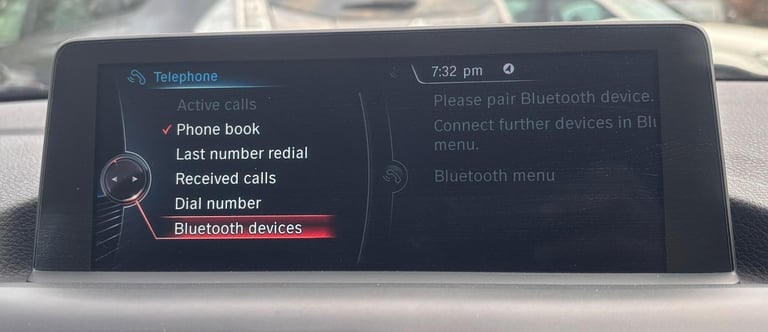 Telephone
Active calls
Phone book
Last number redial
Received calls
Dial number
Bluetooth devices
7:32 pm
Please pair Bluetooth device.
Connect further devices in
menu.
Bluetooth menu